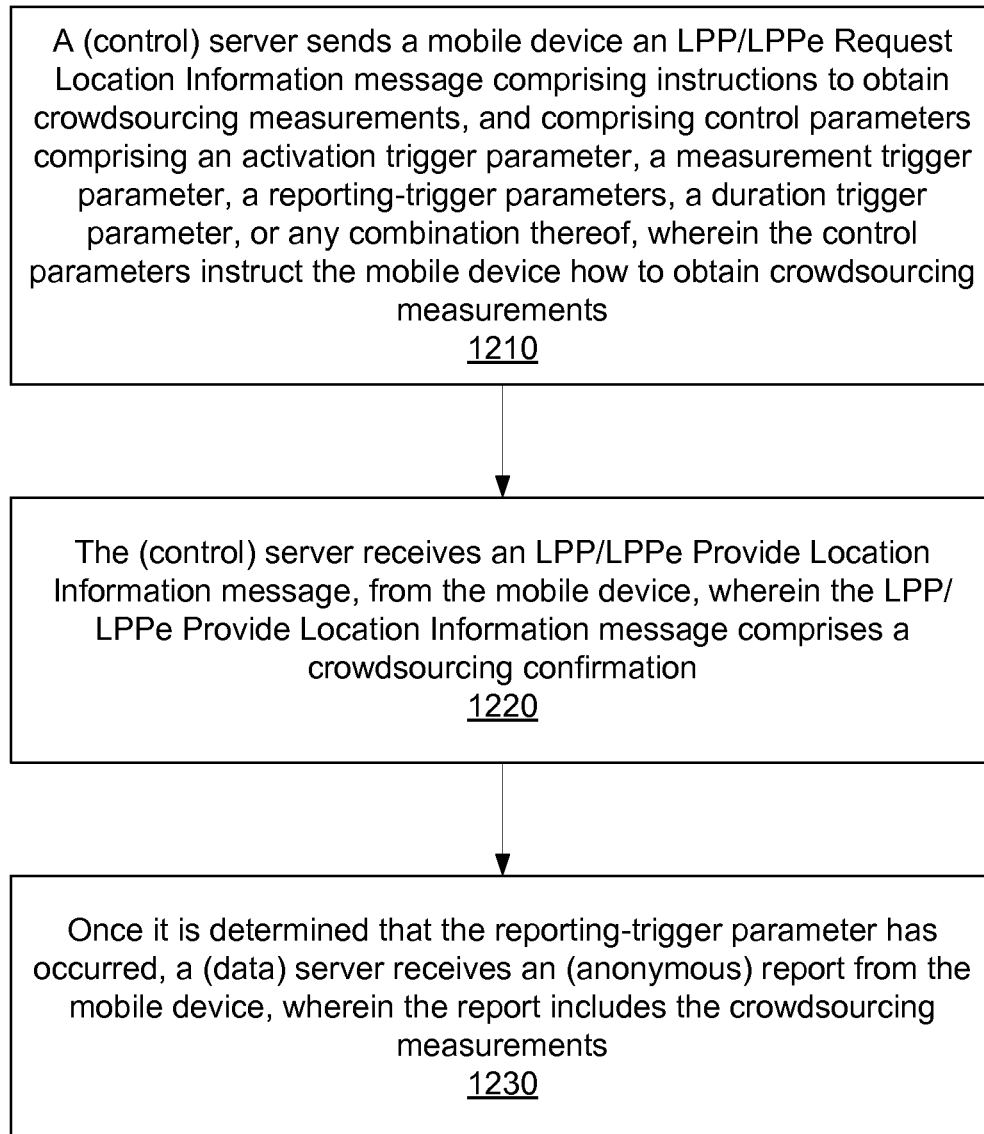 A (control) server sends a mobile device an LPP/LPPe Request
Location Information message comprising instructions to obtain
crowdsourcing measurements, and comprising control parameters
comprising an activation trigger parameter, a measurement trigger
parameter, a reporting-trigger parameters, a duration trigger
parameter, or any combination thereof, wherein the control
parameters instruct the mobile device how to obtain crowdsourcing
measurements
1210
The (control) server receives an LPP/LPPe Provide Location
Information message, from the mobile device, wherein the LPP/
LPPe Provide Location Information message comprises a
crowdsourcing confirmation
1220
Once it is determined that the reporting-trigger parameter has
occurred, a (data) server receives an (anonymous) report from the
mobile device, wherein the report includes the crowdsourcing
measurements
1230